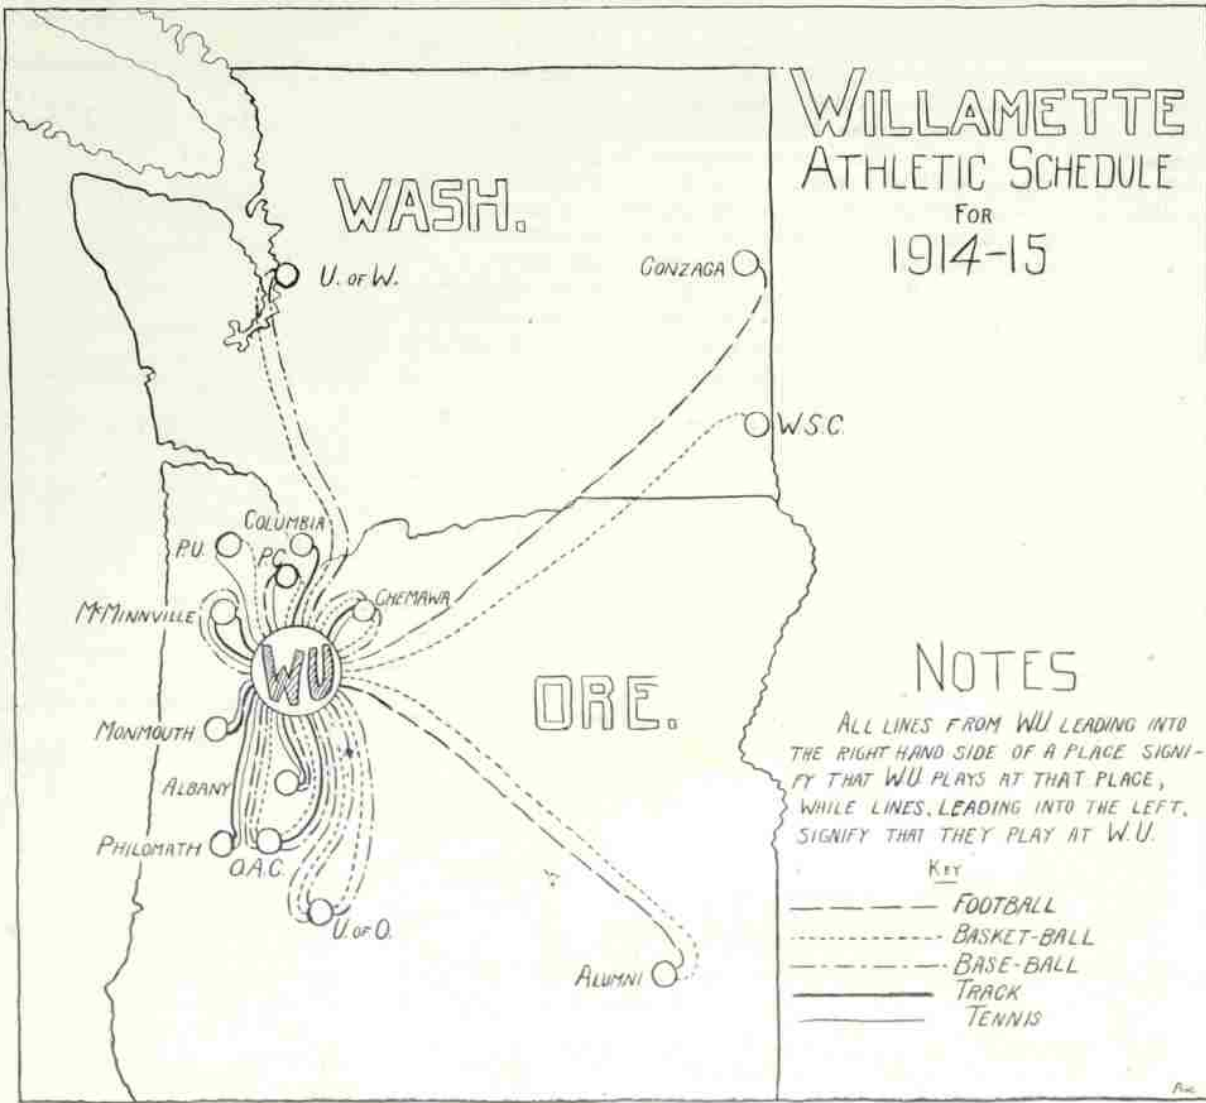 WILLAMETTE
ATHLETIC SCHEDULE
FOR
1914-15
WASH.
U. OF W.
GONZAGA
W.S.C.
COLUMBIA
P.U.
P.C.
McMINNVILLE
CHEMAWA
WU
ORE.
MONMOUTH
ALBANY
PHILOMATH
O.A.C.
U. OF O.
ALUMNI
NOTES
ALL LINES FROM WU LEADING INTO
THE RIGHT HAND SIDE OF A PLACE SIGNI-
FY THAT WU PLAYS AT THAT PLACE,
WHILE LINES, LEADING INTO THE LEFT,
SIGNIFY THAT THEY PLAY AT W.U.
KEY
FOOTBALL
BASKET-BALL
BASE-BALL
TRACK
TENNIS